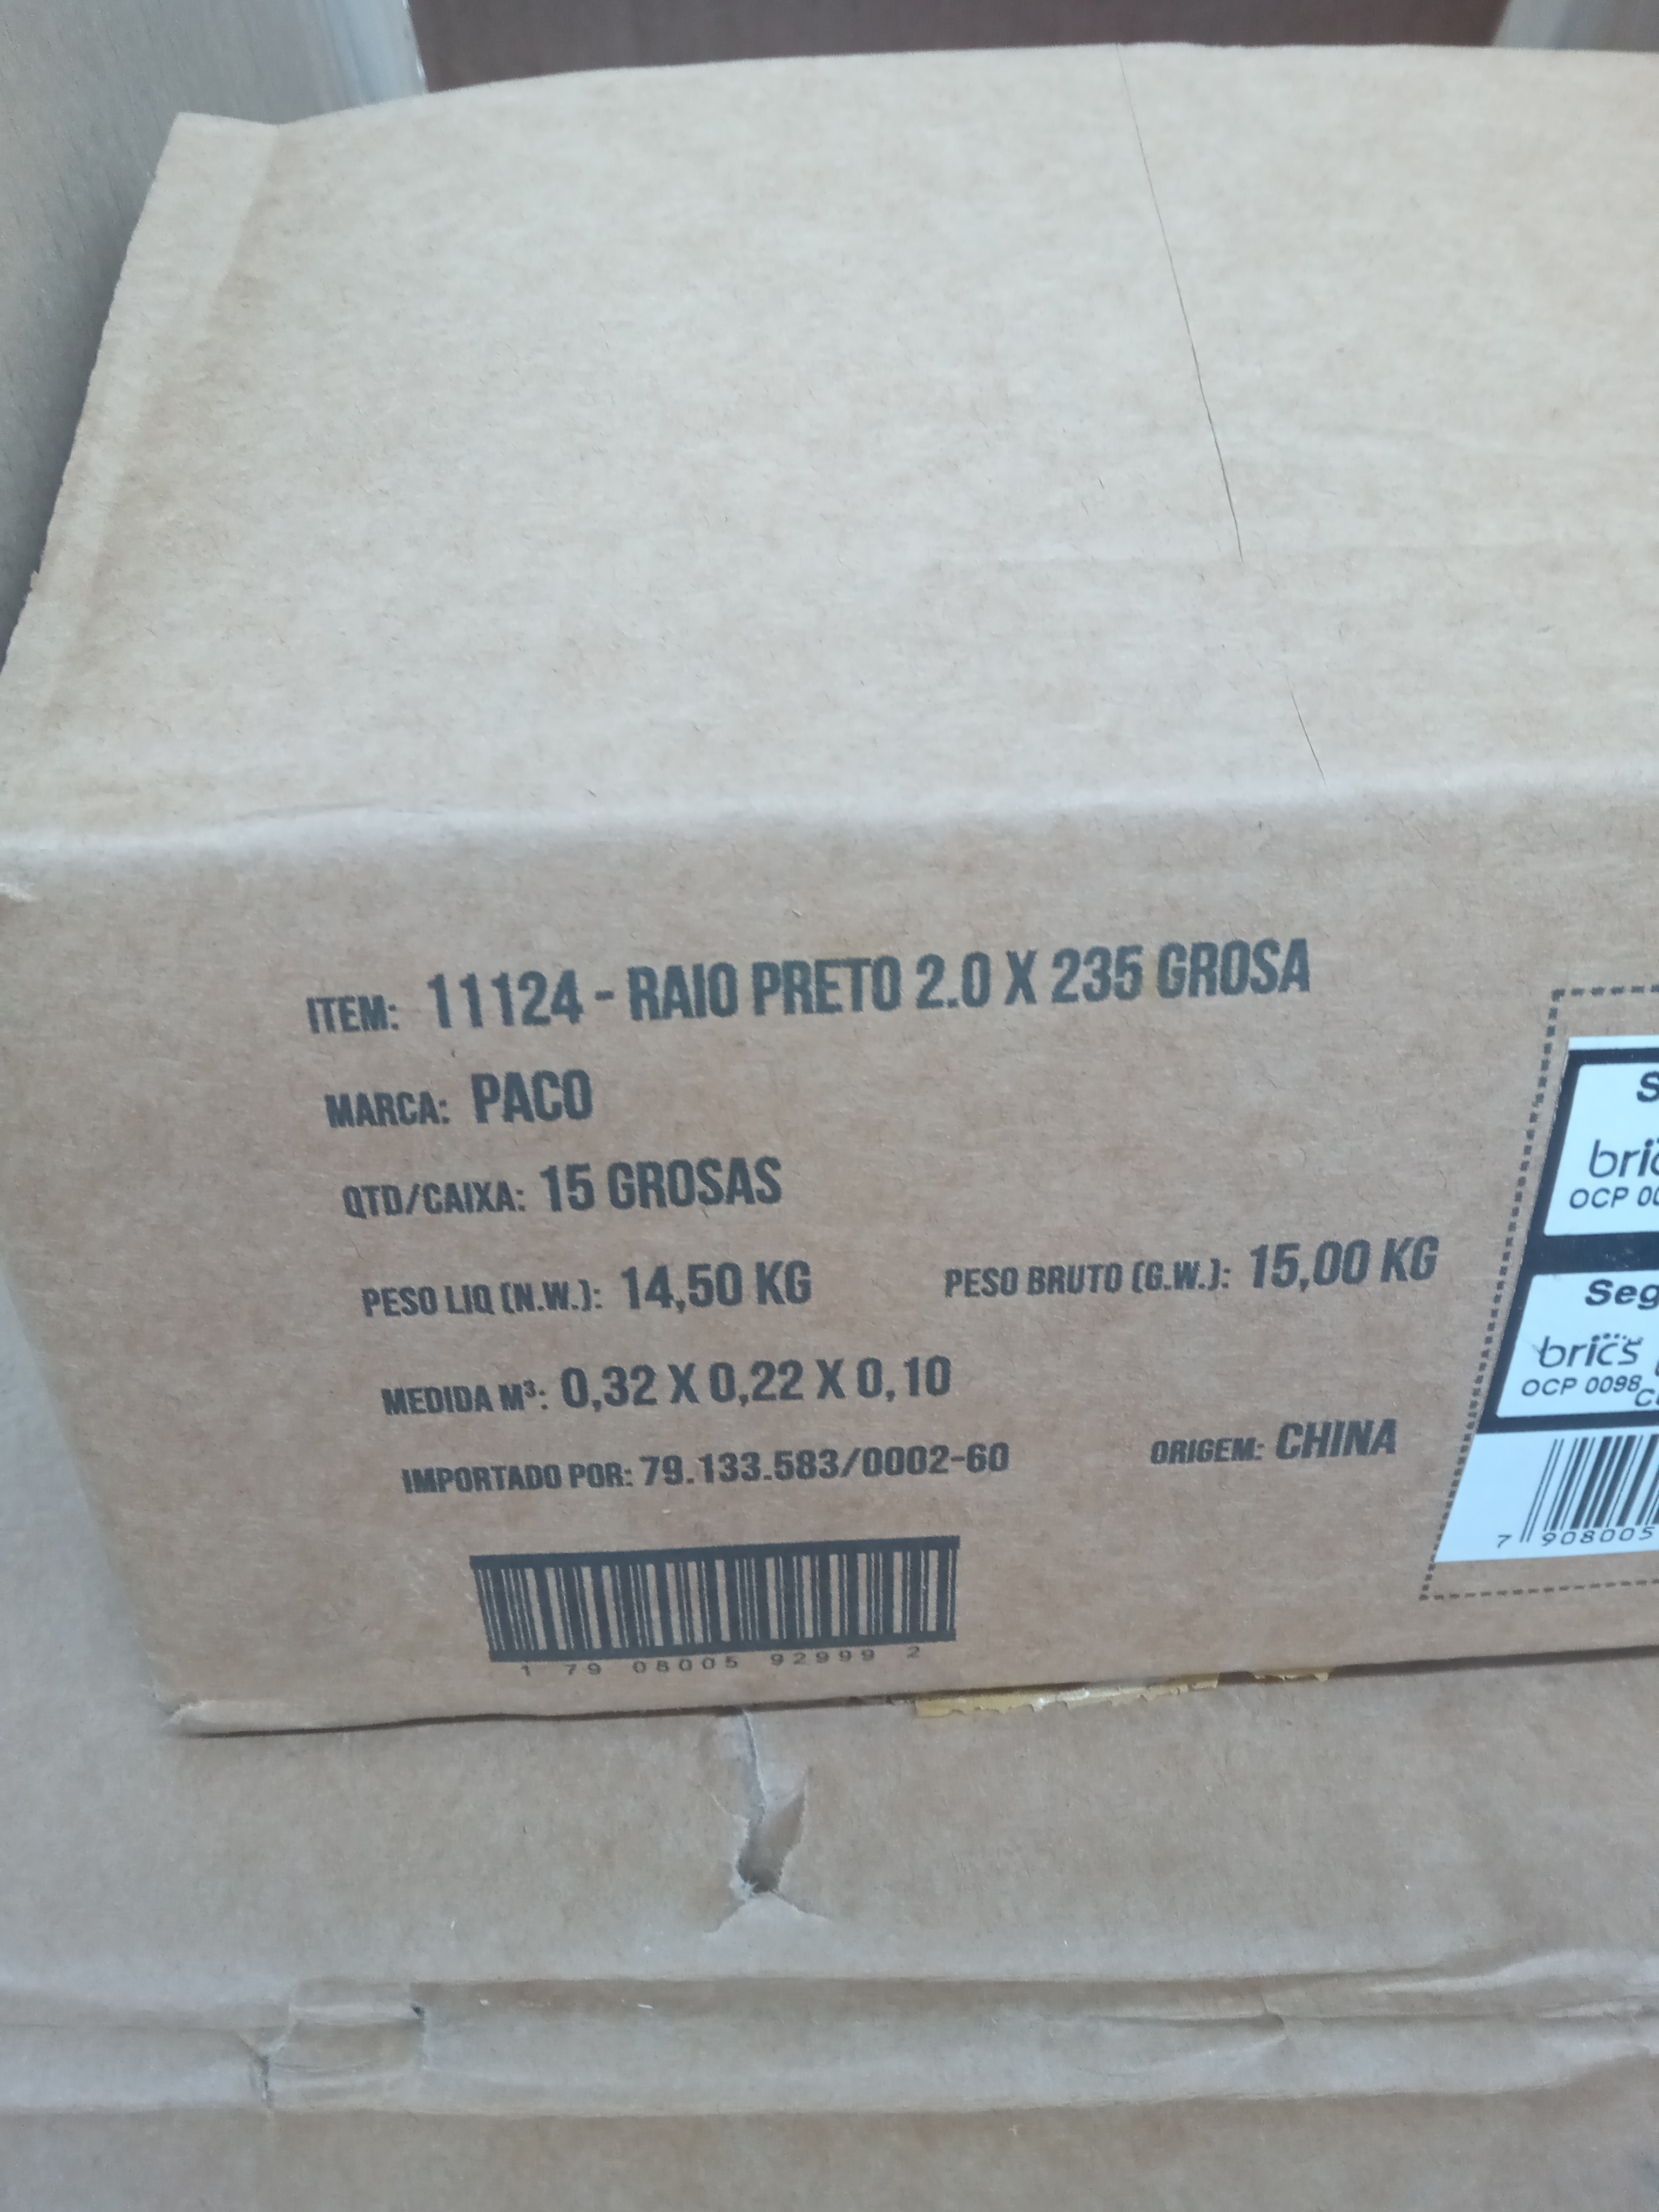 ITEM: 11124 - RAIO PRETO 2.0 X 235 GROSA
MARCA: PACO
QTD/CAIXA: 15 GROSAS
PESO LIQ (N.W.): 14,50 KG PESO BRUTO (G.W.): 15,00 KG
MEDIDA M³: 0,32 X 0,22 X 0,10
IMPORTADO POR: 79.133.583/0002-60 ORIGEM: CHINA
1 79 08005 92999 2
Seg
brics
OCP 0098
7 908005